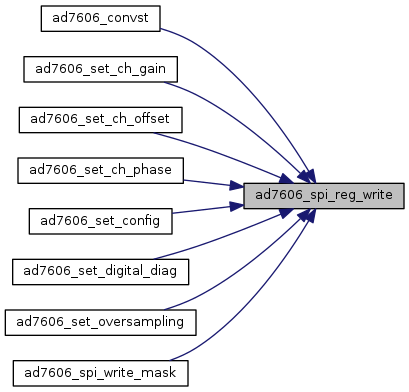 ad7606_convst
ad7606_set_ch_gain
ad7606_set_ch_offset
ad7606_set_ch_phase
ad7606_spi_reg_write
ad7606_set_config
ad7606_set_digital_diag
ad7606_set_oversampling
ad7606_spi_write_mask